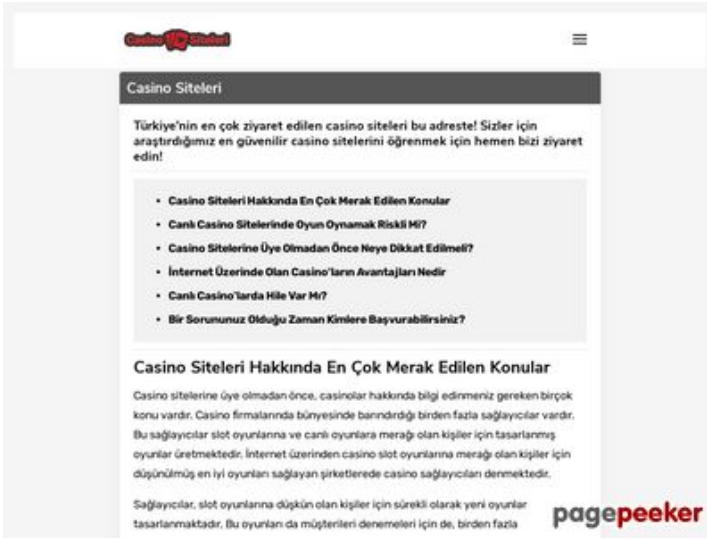 Casino Siteleri
Casino Siteleri
Türkiye'nin en çok ziyaret edilen casino siteleri bu adreste! Sizler için
araştırdığımız en güvenilir casino sitelerini öğrenmek için hemen bizi ziyaret
edin!
• Casino Siteleri Hakkında En Çok Merak Edilen Konular
• Canlı Casino Sitelerinde Oyun Oynamak Riskli Mi?
• Casino Sitelerine Üye Olmadan Önce Neye Dikkat Edilmeli?
• İnternet Üzerinde Olan Casino'ların Avantajları Nedir
• Canlı Casino'larda Hile Var Mı?
• Bir Sorununuz Olduğu Zaman Kimlere Başvurabilirsiniz?
Casino Siteleri Hakkında En Çok Merak Edilen Konular
Casino sitelerine üye olmadan önce, casinolar hakkında bilgi edinmeniz gereken birçok
konu vardır. Casino firmalarında bünyesinde barındırdığı birden fazla sağlayıcılar vardır.
Bu sağlayıcılar slot oyunlarına ve canlı oyunlara merağı olan kişiler için tasarlanmış
oyunlar üretmektedir. İnternet üzerinden casino slot oyunlarına merağı olan kişiler için
düşünülmüş en iyi oyunları sağlayan şirketlerede casino sağlayıcıları denmektedir.
Sağlayıcılar, slot oyunlarına düşkün olan kişiler için sürekli olarak yeni oyunlar
tasarlanmaktadır. Bu oyunları da müşterileri denemeleri için de, birden fazla
pagepeeker